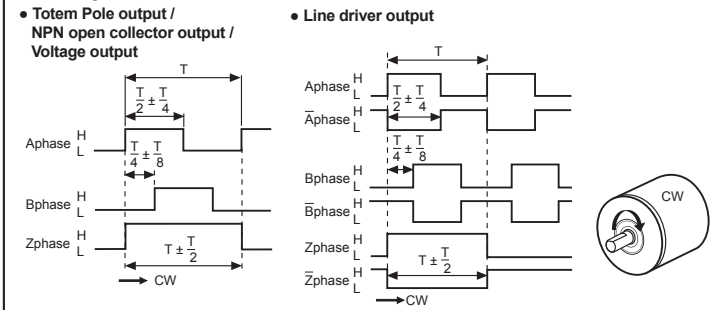 ● Totem Pole output /
NPN open collector output /
Voltage output
T
T/2 ± T/4
Aphase H L
T/4 ± T/8
Bphase H L
Zphase H L
T ± T/2
CW
● Line driver output
T
Aphase H L
T/2 ± T/4
A̅phase H L
T/4 ± T/8
Bphase H L
B̅phase H L
Zphase H L
T ± T/2
Z̅phase H L
CW
CW